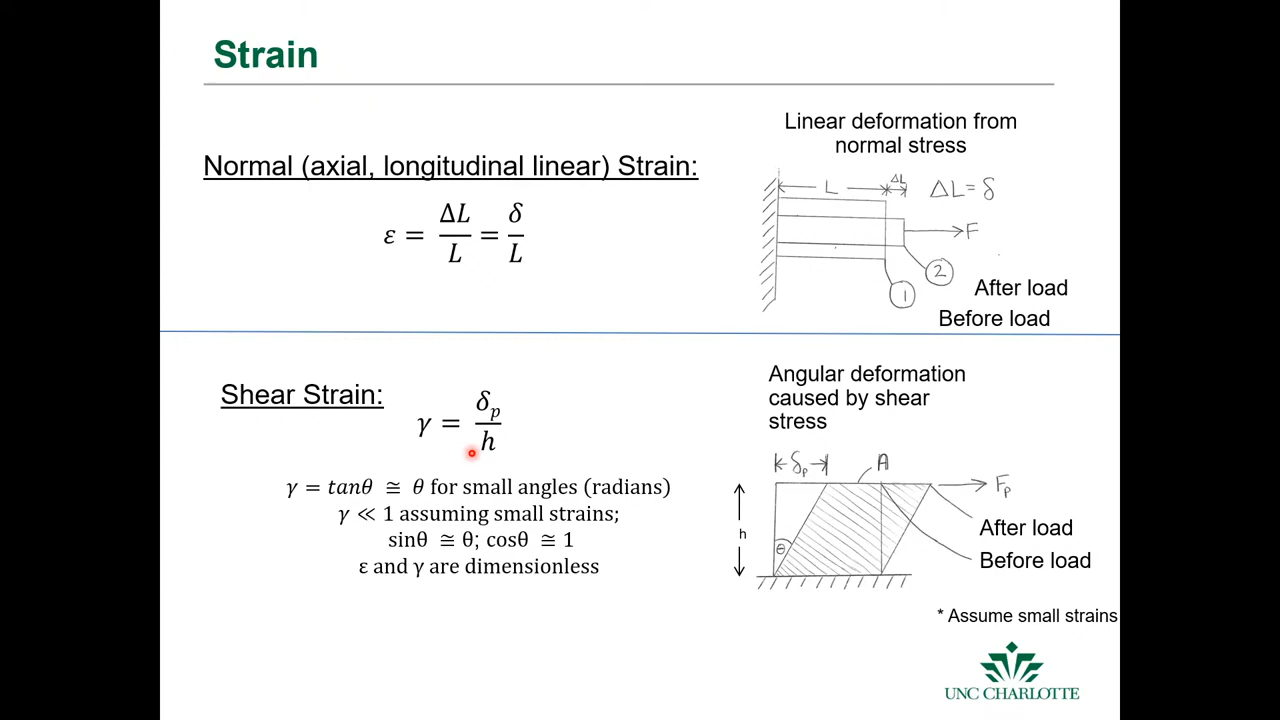 Strain
Normal (axial, longitudinal linear) Strain:
ε = ΔL/L = δ/L
Linear deformation from
normal stress
L
ΔL
ΔL = δ
F
2
1
After load
Before load
Shear Strain:
γ = δp/h
γ = tanθ ≅ θ for small angles (radians)
γ ≪ 1 assuming small strains;
sinθ ≅ θ; cosθ ≅ 1
ε and γ are dimensionless
Angular deformation
caused by shear
stress
δp
A
Fp
h
θ
After load
Before load
* Assume small strains
UNC CHARLOTTE